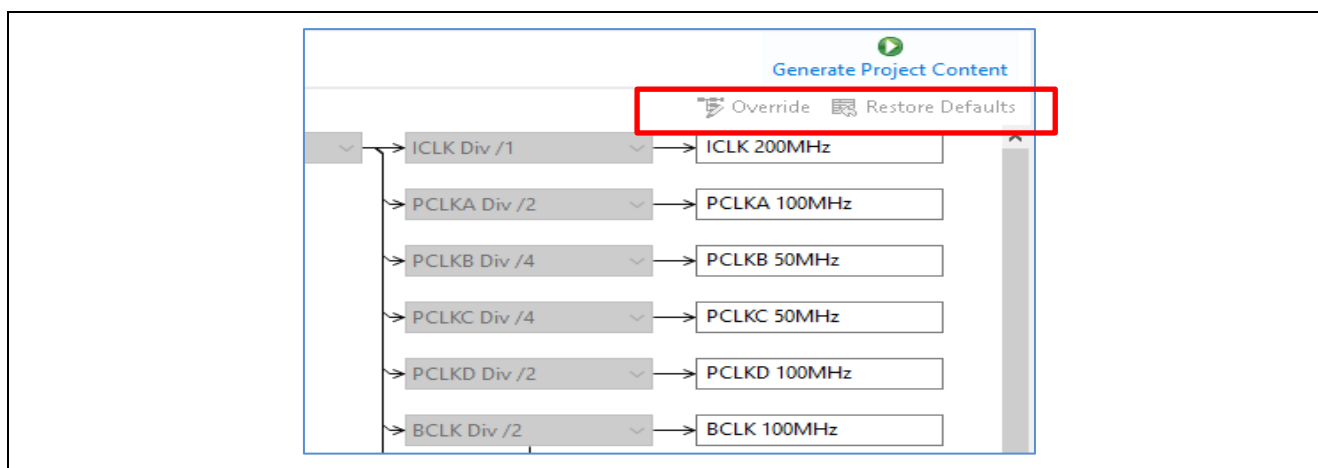 Generate Project Content
Override Restore Defaults
ICLK Div /1 ICLK 200MHz
PCLKA Div /2 PCLKA 100MHz
PCLKB Div /4 PCLKB 50MHz
PCLKC Div /4 PCLKC 50MHz
PCLKD Div /2 PCLKD 100MHz
BCLK Div /2 BCLK 100MHz